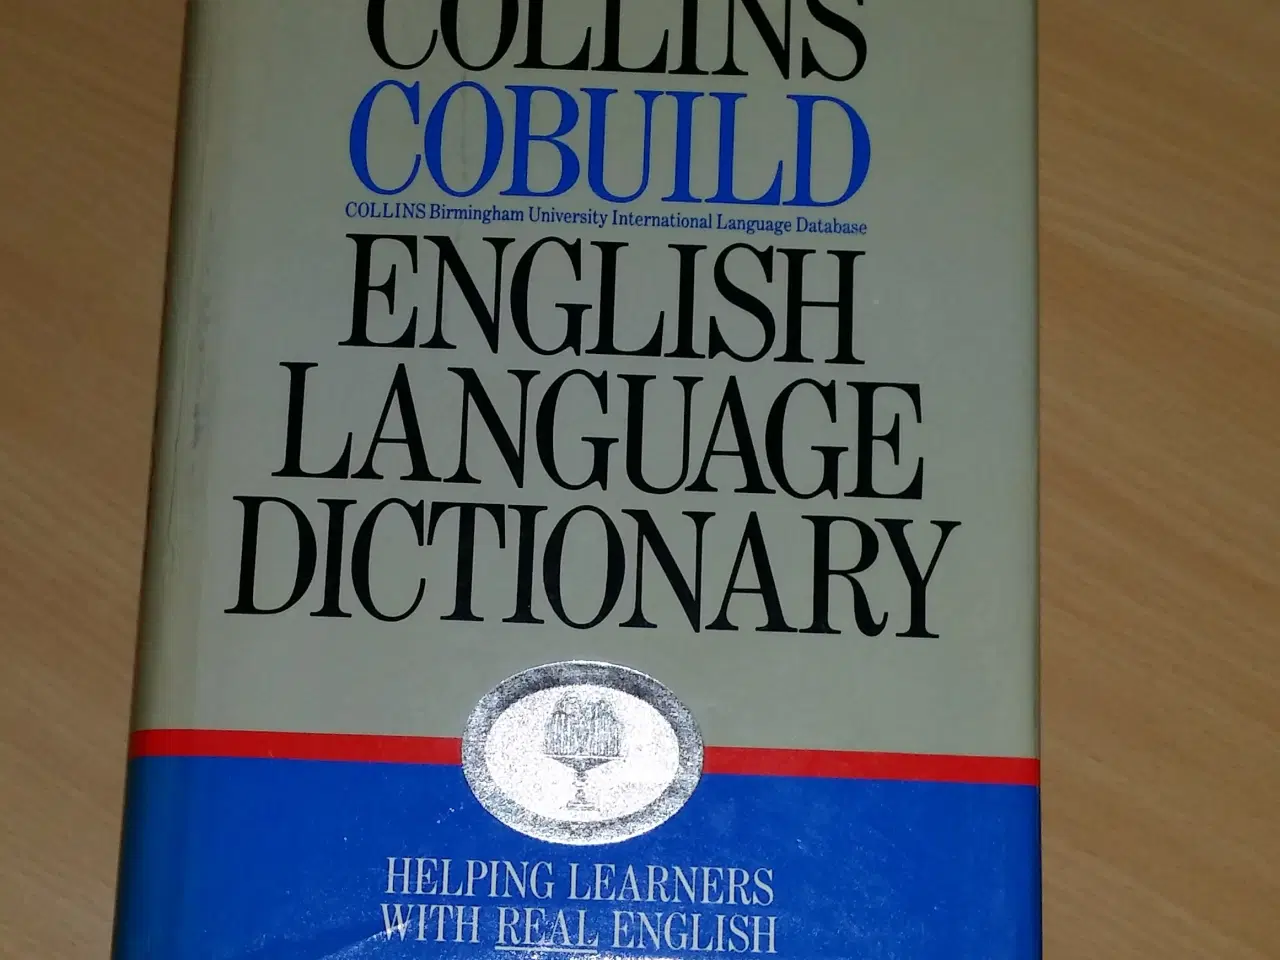 COLLINS
COBUILD
COLLINS Birmingham University International Language Database
ENGLISH
LANGUAGE
DICTIONARY
HELPING LEARNERS
WITH REAL ENGLISH